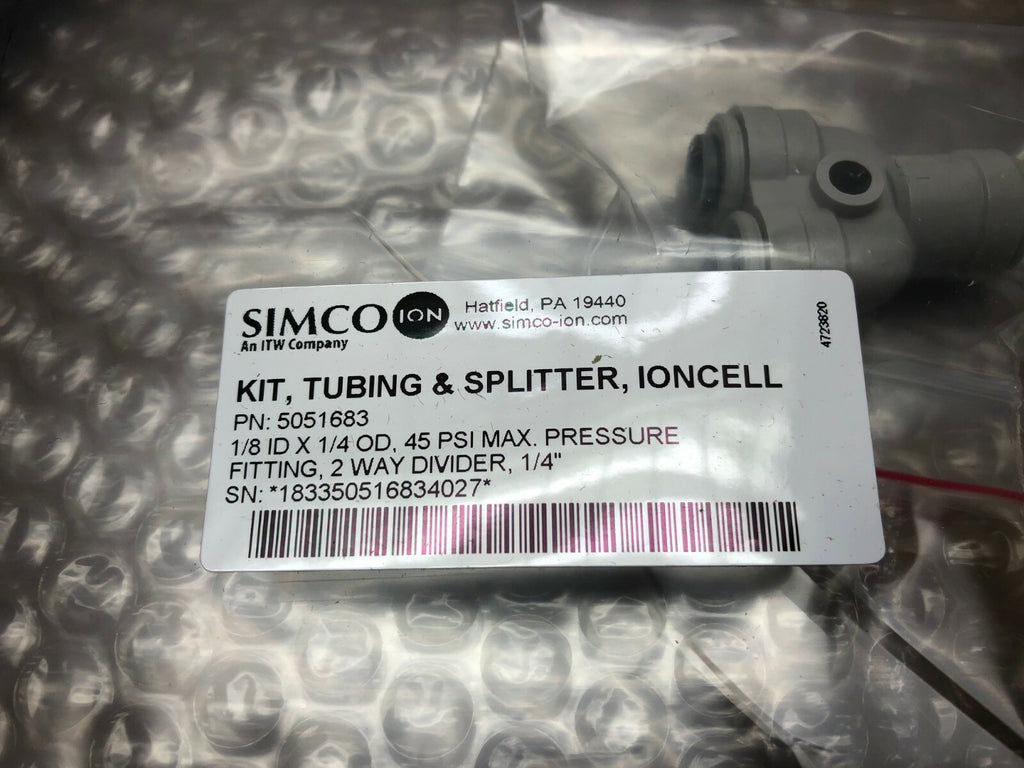 SIMCO ION
An ITW Company
Hatfield, PA 19440
www.simco-ion.com
4723820
KIT, TUBING & SPLITTER, IONCELL
PN: 5051683
1/8 ID X 1/4 OD, 45 PSI MAX. PRESSURE
FITTING, 2 WAY DIVIDER, 1/4"
SN: *183350516834027*